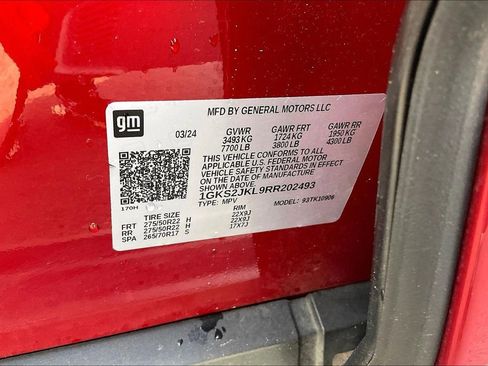 MFD BY GENERAL MOTORS LLC
gm
03/24 GVWR GAWR FRT GAWR RR
3493 KG 1724 KG 1950 KG
7700 LB 3800 LB 4300 LB
THIS VEHICLE CONFORMS TO ALL
APPLICABLE U.S. FEDERAL MOTOR
VEHICLE SAFETY STANDARDS IN EFFECT
ON THE DATE OF MANUFACTURE
SHOWN ABOVE.
1GKS2JKL9RR202493
170H TYPE: MPV MODEL: 93TK10906
TIRE SIZE RIM
FRT 275/50R22 H 22X9J
RR 275/50R22 H 22X9J
SPA 265/70R17 S 17X7J